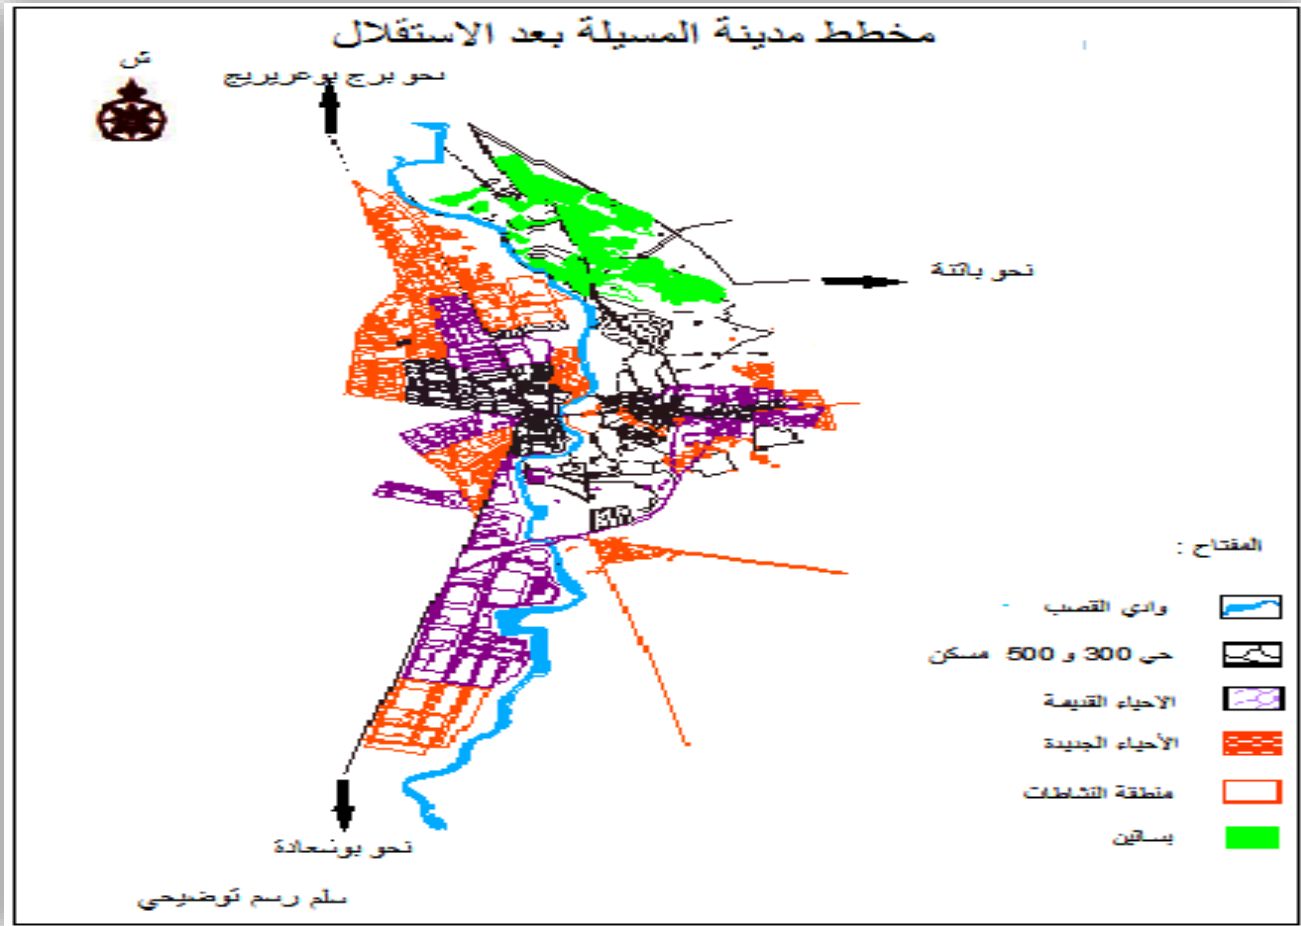 مخطط مدينة المسيلة بعد الاستقلال
ش
نحو برج بوعريريج
نحو باتنة
المفتاح :
وادي القصب
حي 300 و 500 مسكن
الاحياء القديمة
الأحياء الجديدة
منطقة النشاطات
بساتين
نحو بوسعادة
سلم رسم توضيحي